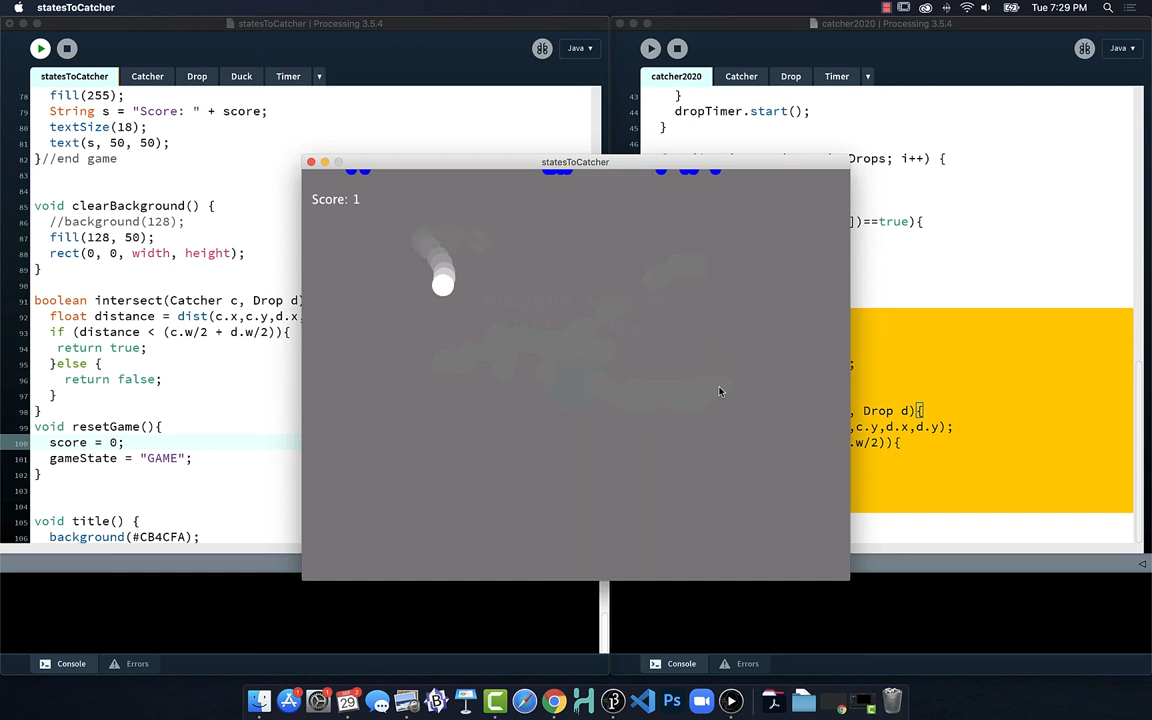 statesToCatcher
Tue 7:29 PM
statesToCatcher | Processing 3.5.4
catcher2020 | Processing 3.5.4
Java ▾
Java ▾
statesToCatcher Catcher Drop Duck Timer ▾
catcher2020 Catcher Drop Timer ▾
78 fill(255);
79 String s = "Score: " + score;
80 textSize(18);
81 text(s, 50, 50);
82 }//end game
83
84
85 void clearBackground() {
86 //background(128);
87 fill(128, 50);
88 rect(0, 0, width, height);
89 }
90
91 boolean intersect(Catcher c, Drop d)
92 float distance = dist(c.x,c.y,d.x,
93 if (distance < (c.w/2 + d.w/2)){
94 return true;
95 }else {
96 return false;
97 }
98 }
99 void resetGame(){
100 score = 0;
101 gameState = "GAME";
102 }
103
104
105 void title() {
106 background(#CB4CFA);
43 }
44 dropTimer.start();
45 }
46
Drops; i++) {
])==true){
;
, Drop d){
,c.y,d.x,d.y);
.w/2)){
statesToCatcher
Score: 1
Console Errors
Console Errors